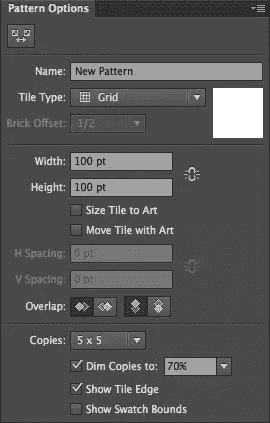 Pattern Options
Name: New Pattern
Tile Type: Grid
Brick Offset: 1/2
Width: 100 pt
Height: 100 pt
Size Tile to Art
Move Tile with Art
H Spacing: 0 pt
V Spacing: 0 pt
Overlap:
Copies: 5 x 5
Dim Copies to: 70%
Show Tile Edge
Show Swatch Bounds